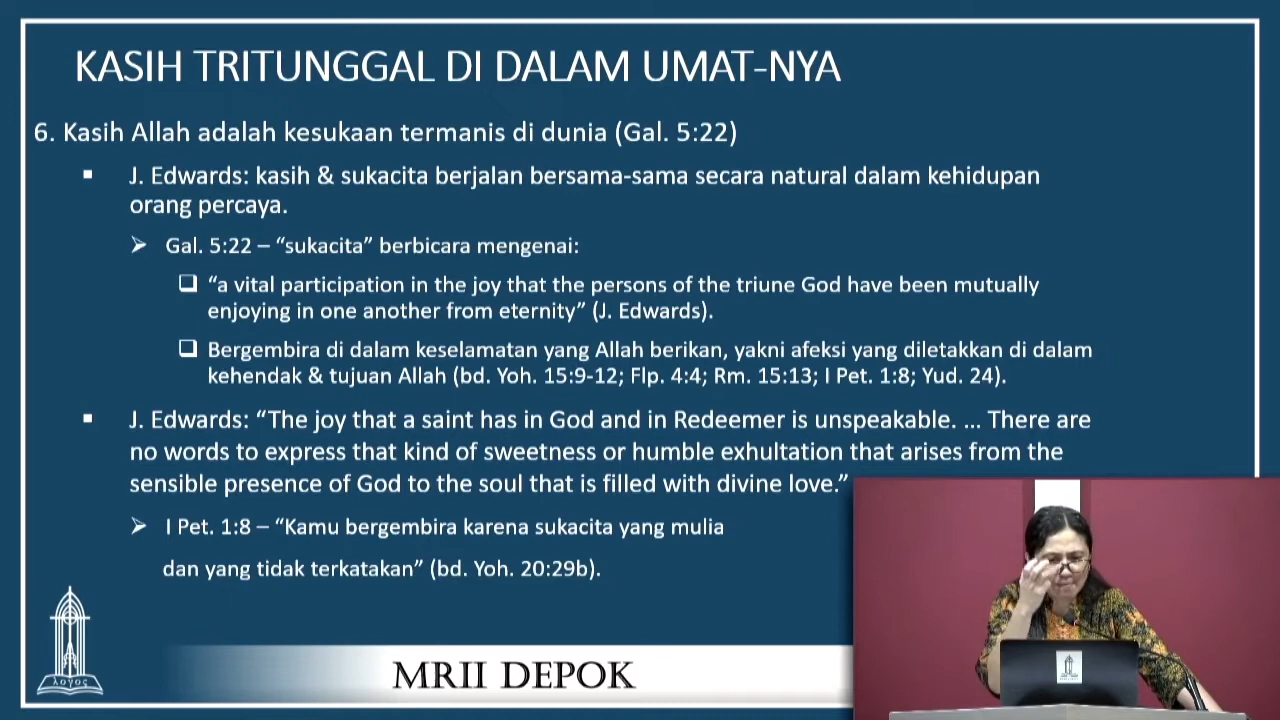 KASIH TRITUNGGAL DI DALAM UMAT-NYA
6. Kasih Allah adalah kesukaan termanis di dunia (Gal. 5:22)
▪ J. Edwards: kasih & sukacita berjalan bersama-sama secara natural dalam kehidupan
orang percaya.
➢ Gal. 5:22 – “sukacita” berbicara mengenai:
❑ “a vital participation in the joy that the persons of the triune God have been mutually
enjoying in one another from eternity” (J. Edwards).
❑ Bergembira di dalam keselamatan yang Allah berikan, yakni afeksi yang diletakkan di dalam
kehendak & tujuan Allah (bd. Yoh. 15:9-12; Flp. 4:4; Rm. 15:13; I Pet. 1:8; Yud. 24).
▪ J. Edwards: “The joy that a saint has in God and in Redeemer is unspeakable. … There are
no words to express that kind of sweetness or humble exhultation that arises from the
sensible presence of God to the soul that is filled with divine love.”
➢ I Pet. 1:8 – “Kamu bergembira karena sukacita yang mulia
dan yang tidak terkatakan” (bd. Yoh. 20:29b).
λόγος
MRII DEPOK